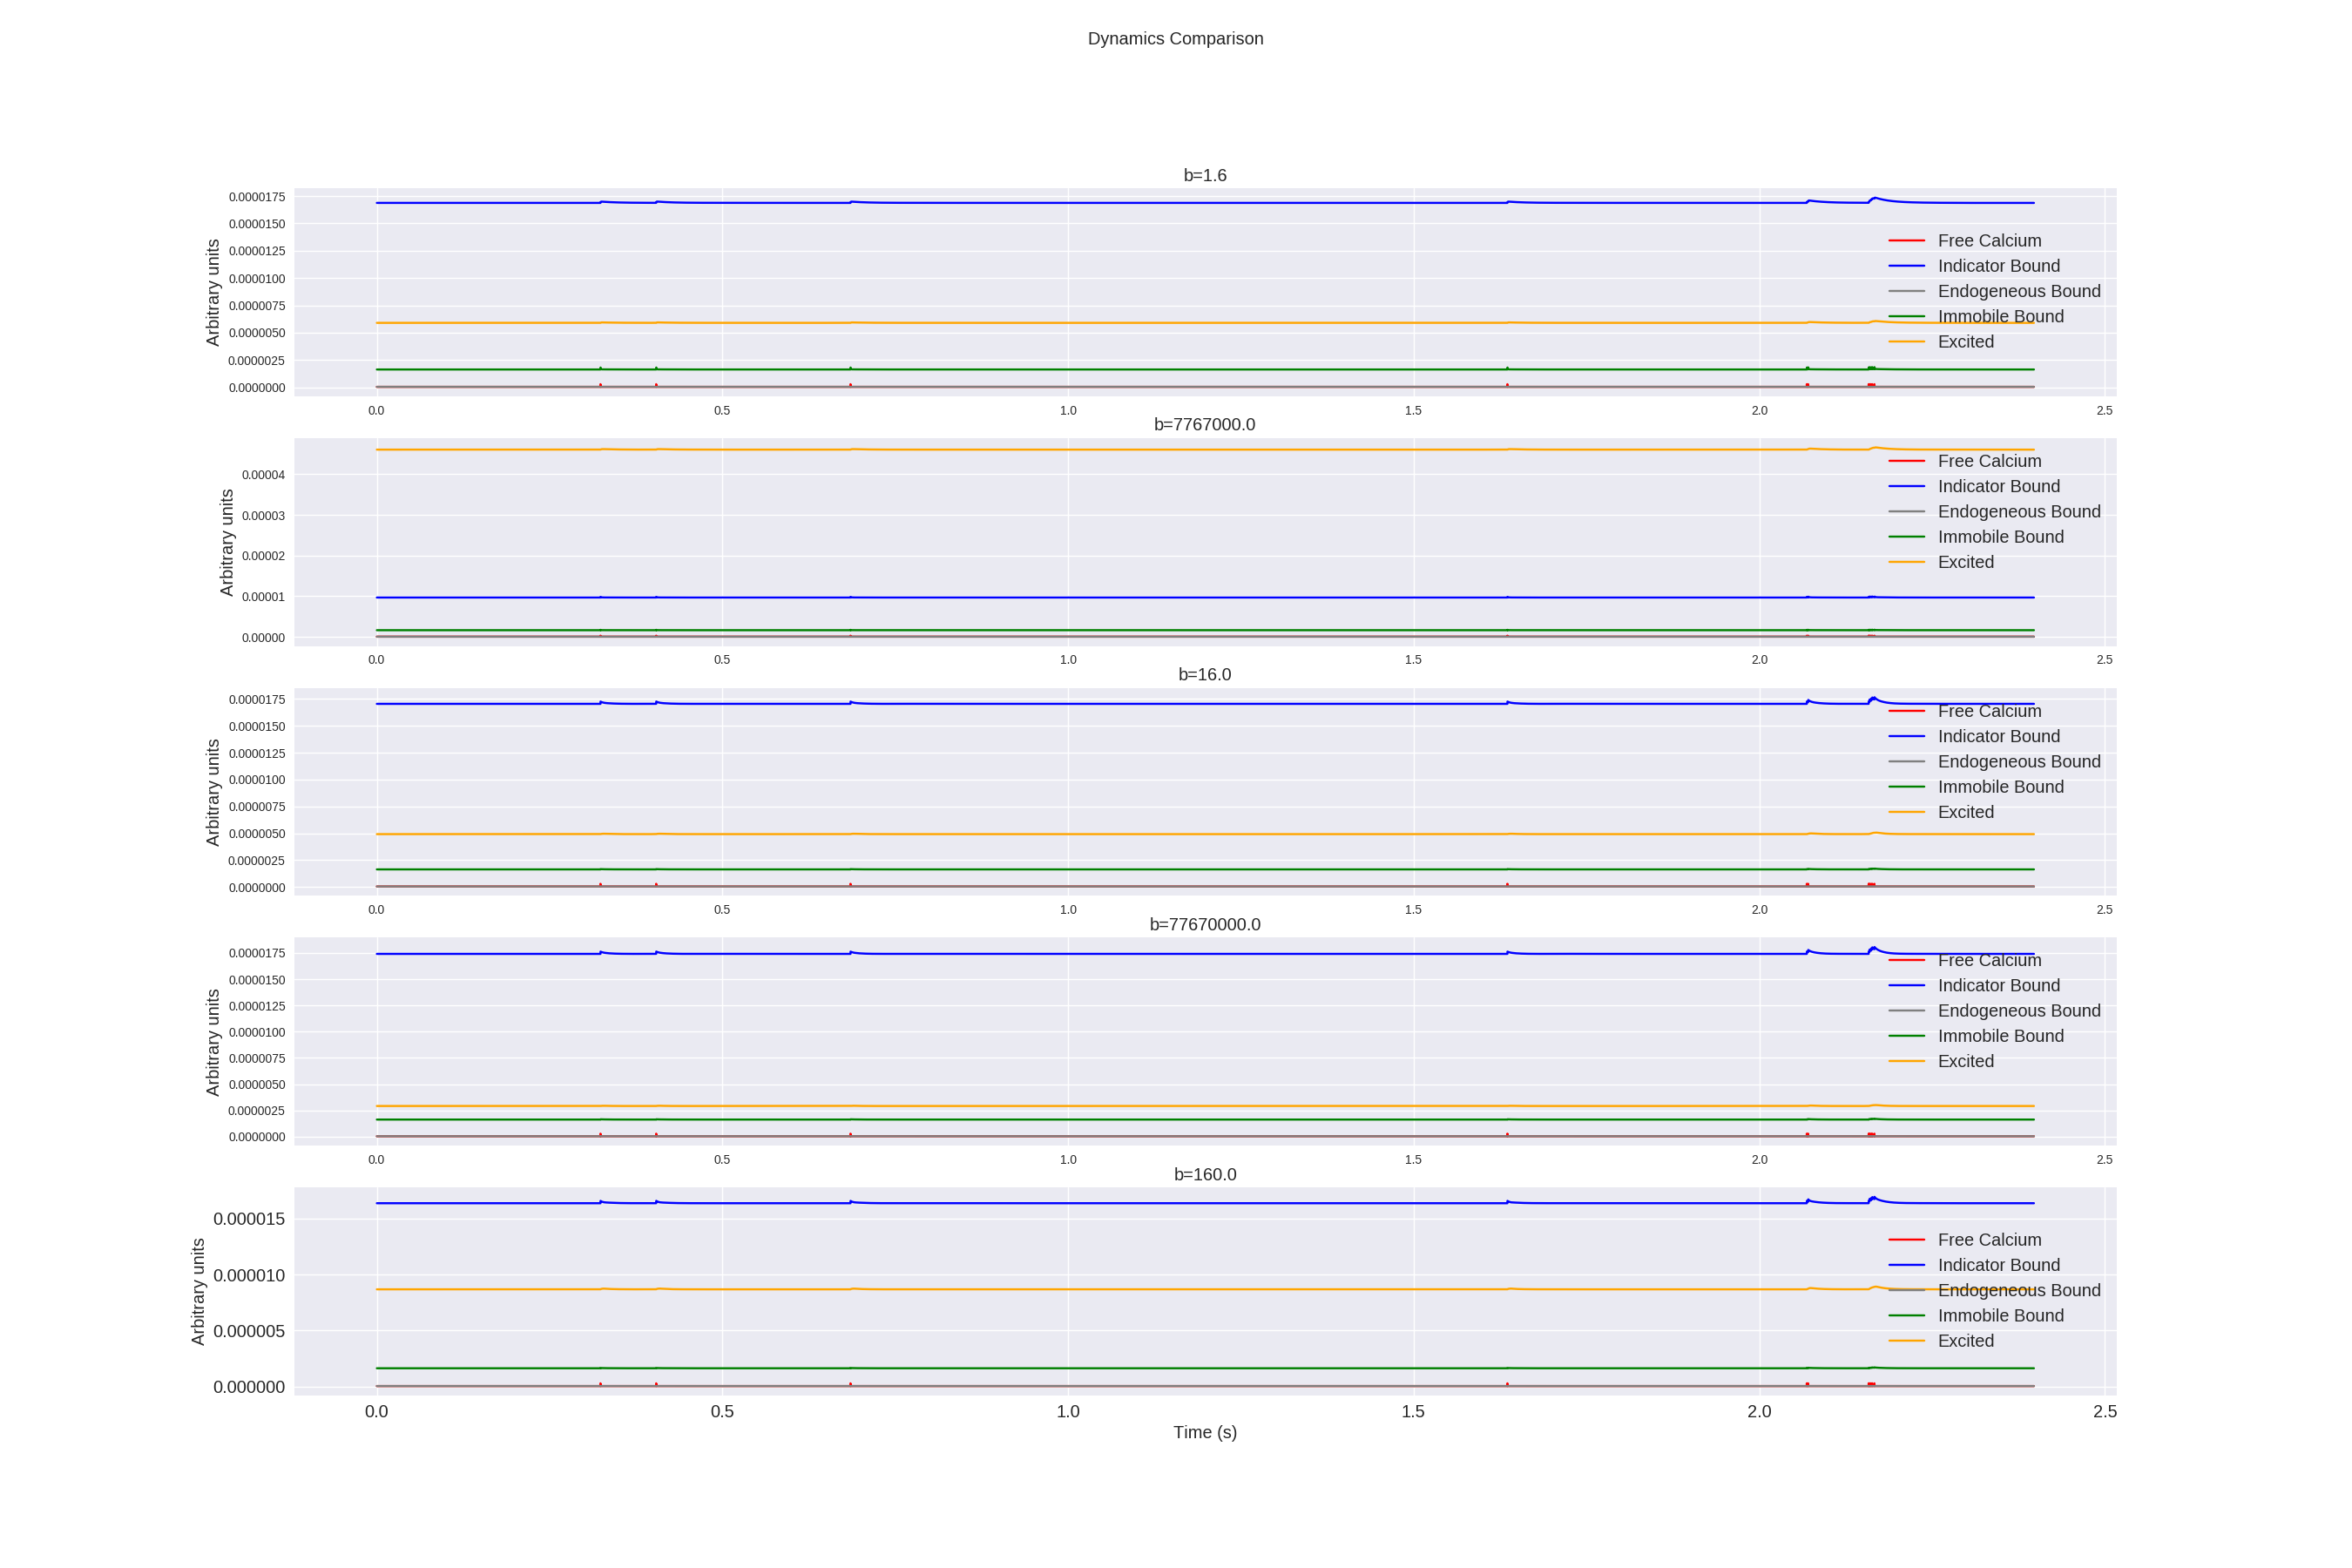 Dynamics Comparison
b=1.6
Arbitrary units
0.0000175
0.0000150
0.0000125
0.0000100
0.0000075
0.0000050
0.0000025
0.0000000
Free Calcium
Indicator Bound
Endogeneous Bound
Immobile Bound
Excited
0.0 0.5 1.0 1.5 2.0 2.5
b=7767000.0
Arbitrary units
0.00004
0.00003
0.00002
0.00001
0.00000
Free Calcium
Indicator Bound
Endogeneous Bound
Immobile Bound
Excited
0.0 0.5 1.0 1.5 2.0 2.5
b=16.0
Arbitrary units
0.0000175
0.0000150
0.0000125
0.0000100
0.0000075
0.0000050
0.0000025
0.0000000
Free Calcium
Indicator Bound
Endogeneous Bound
Immobile Bound
Excited
0.0 0.5 1.0 1.5 2.0 2.5
b=77670000.0
Arbitrary units
0.0000175
0.0000150
0.0000125
0.0000100
0.0000075
0.0000050
0.0000025
0.0000000
Free Calcium
Indicator Bound
Endogeneous Bound
Immobile Bound
Excited
0.0 0.5 1.0 1.5 2.0 2.5
b=160.0
Arbitrary units
0.000015
0.000010
0.000005
0.000000
Free Calcium
Indicator Bound
Endogeneous Bound
Immobile Bound
Excited
0.0 0.5 1.0 1.5 2.0 2.5
Time (s)